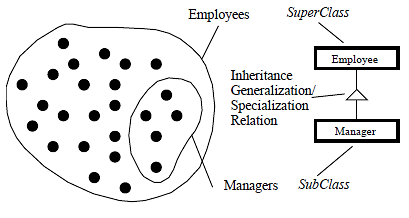 Employees
SuperClass
Employee
Inheritance
Generalization/
Specialization
Relation
Manager
Managers
SubClass